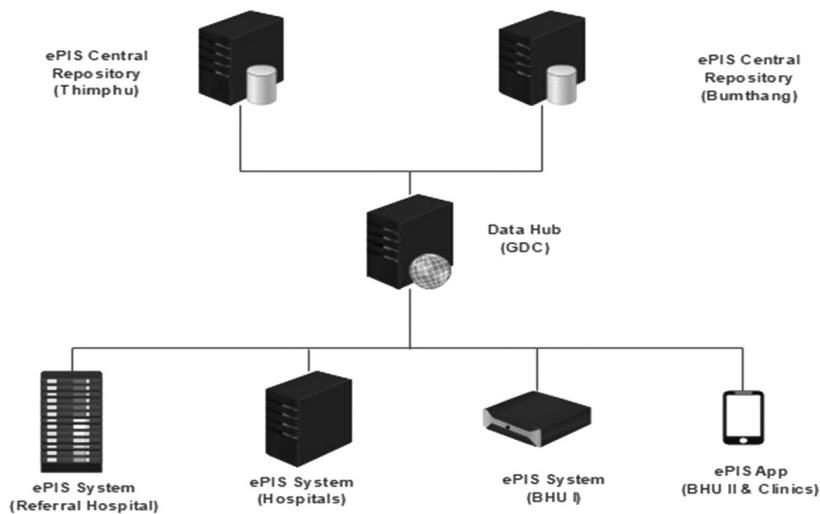 ePIS Central
Repository
(Thimphu)
ePIS Central
Repository
(Bumthang)
Data Hub
(GDC)
ePIS System
(Referral Hospital)
ePIS System
(Hospitals)
ePIS System
(BHU I)
ePIS App
(BHU II & Clinics)